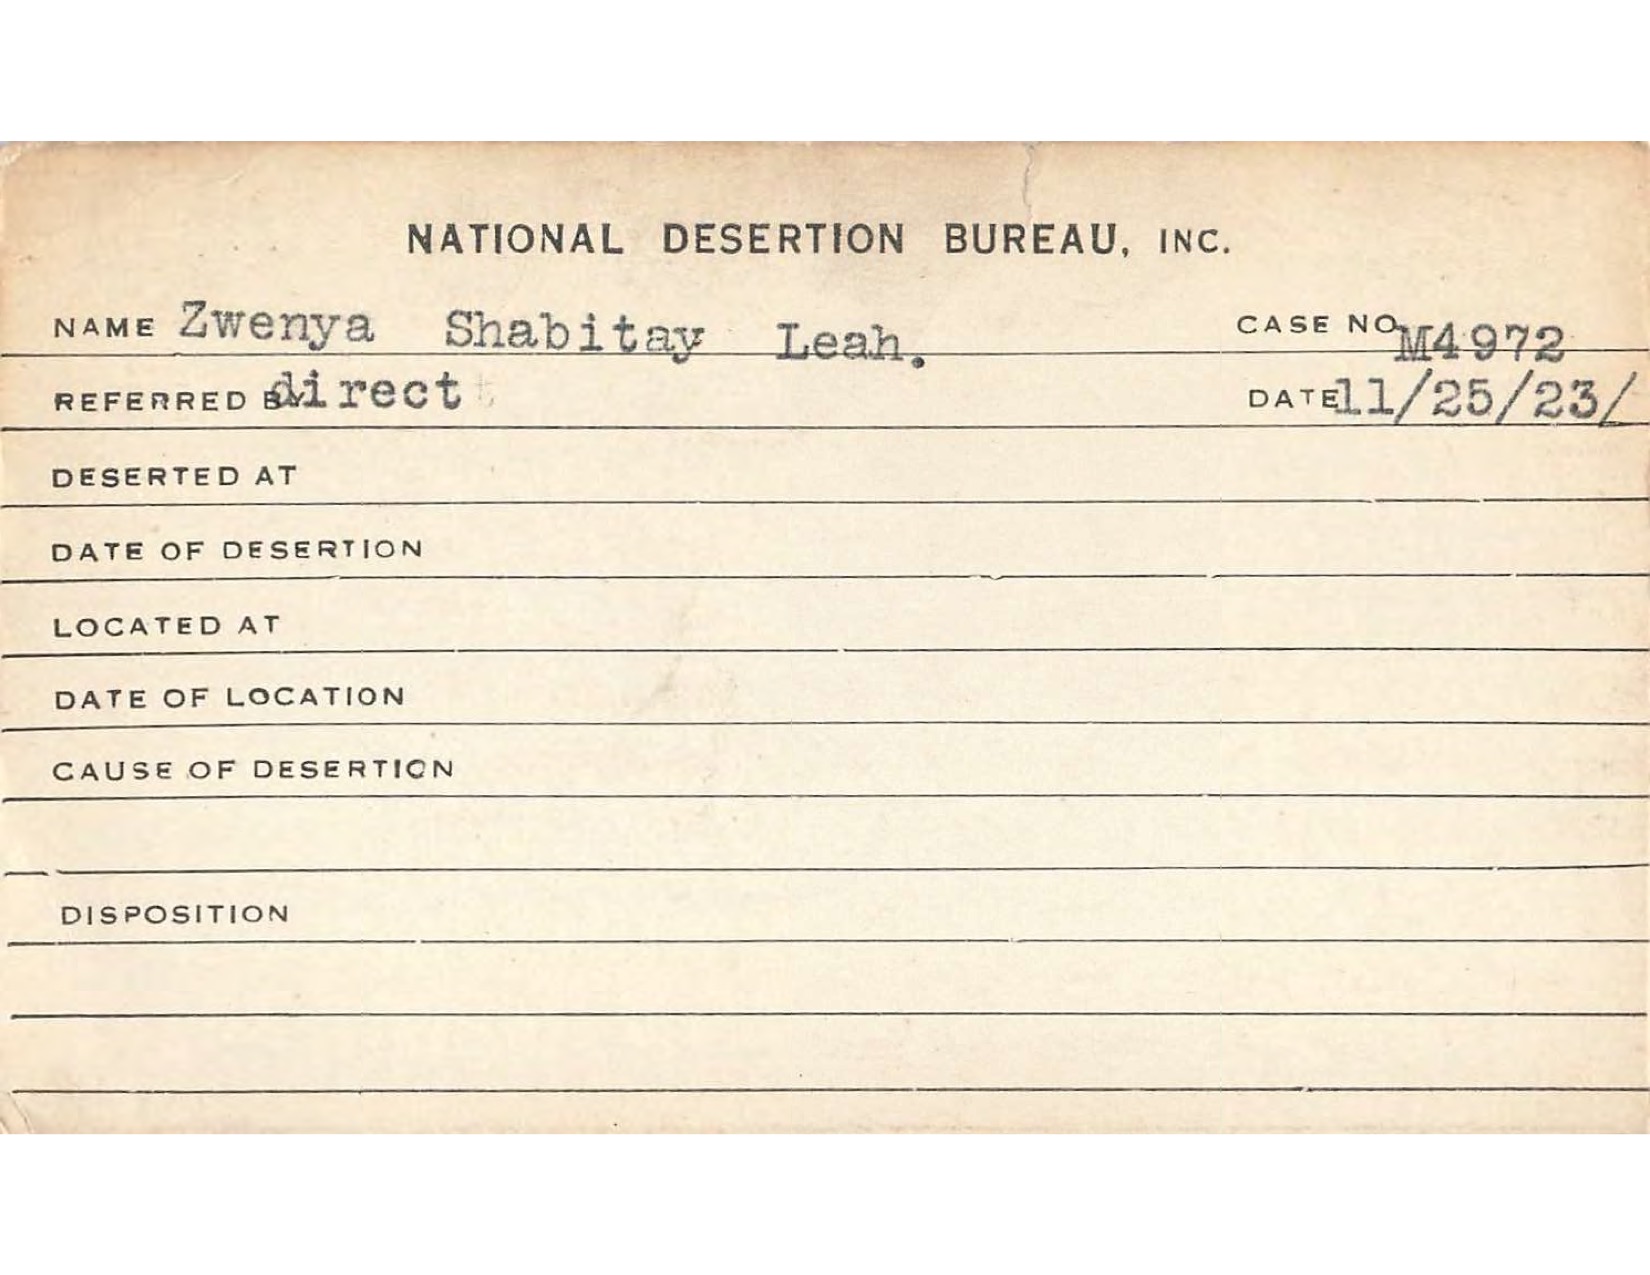 NATIONAL DESERTION BUREAU, INC.
NAME Zwenya Shabitay Leah. CASE NO. M4972
REFERRED BY direct DATE 11/25/23/
DESERTED AT
DATE OF DESERTION
LOCATED AT
DATE OF LOCATION
CAUSE OF DESERTION
DISPOSITION